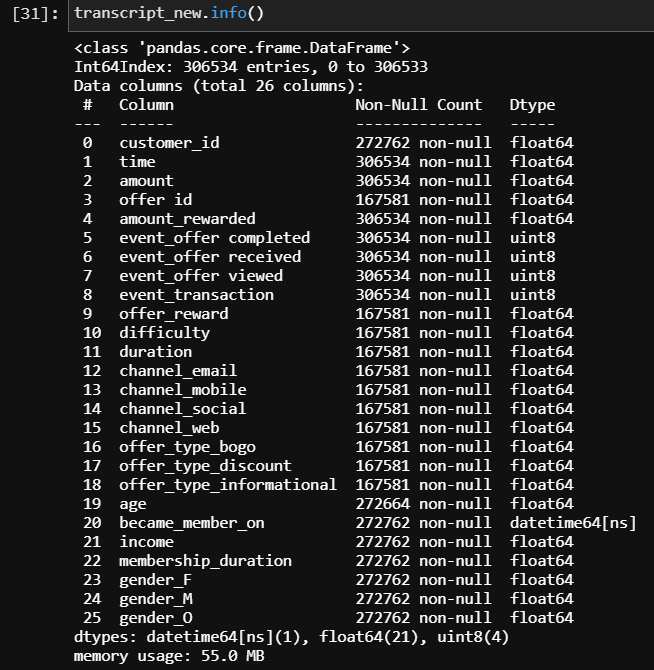 [31]: transcript_new.info()
<class 'pandas.core.frame.DataFrame'>
Int64Index: 306534 entries, 0 to 306533
Data columns (total 26 columns):
 #   Column                    Non-Null Count   Dtype
---  ------                    --------------   -----
 0   customer_id               272762 non-null  float64
 1   time                      306534 non-null  float64
 2   amount                    306534 non-null  float64
 3   offer id                  167581 non-null  float64
 4   amount_rewarded           306534 non-null  float64
 5   event_offer completed     306534 non-null  uint8
 6   event_offer received      306534 non-null  uint8
 7   event_offer viewed        306534 non-null  uint8
 8   event_transaction         306534 non-null  uint8
 9   offer_reward              167581 non-null  float64
 10  difficulty                167581 non-null  float64
 11  duration                  167581 non-null  float64
 12  channel_email             167581 non-null  float64
 13  channel_mobile            167581 non-null  float64
 14  channel_social            167581 non-null  float64
 15  channel_web               167581 non-null  float64
 16  offer_type_bogo           167581 non-null  float64
 17  offer_type_discount       167581 non-null  float64
 18  offer_type_informational  167581 non-null  float64
 19  age                       272664 non-null  float64
 20  became_member_on          272762 non-null  datetime64[ns]
 21  income                    272762 non-null  float64
 22  membership_duration       272762 non-null  float64
 23  gender_F                  272762 non-null  float64
 24  gender_M                  272762 non-null  float64
 25  gender_O                  272762 non-null  float64
dtypes: datetime64[ns](1), float64(21), uint8(4)
memory usage: 55.0 MB